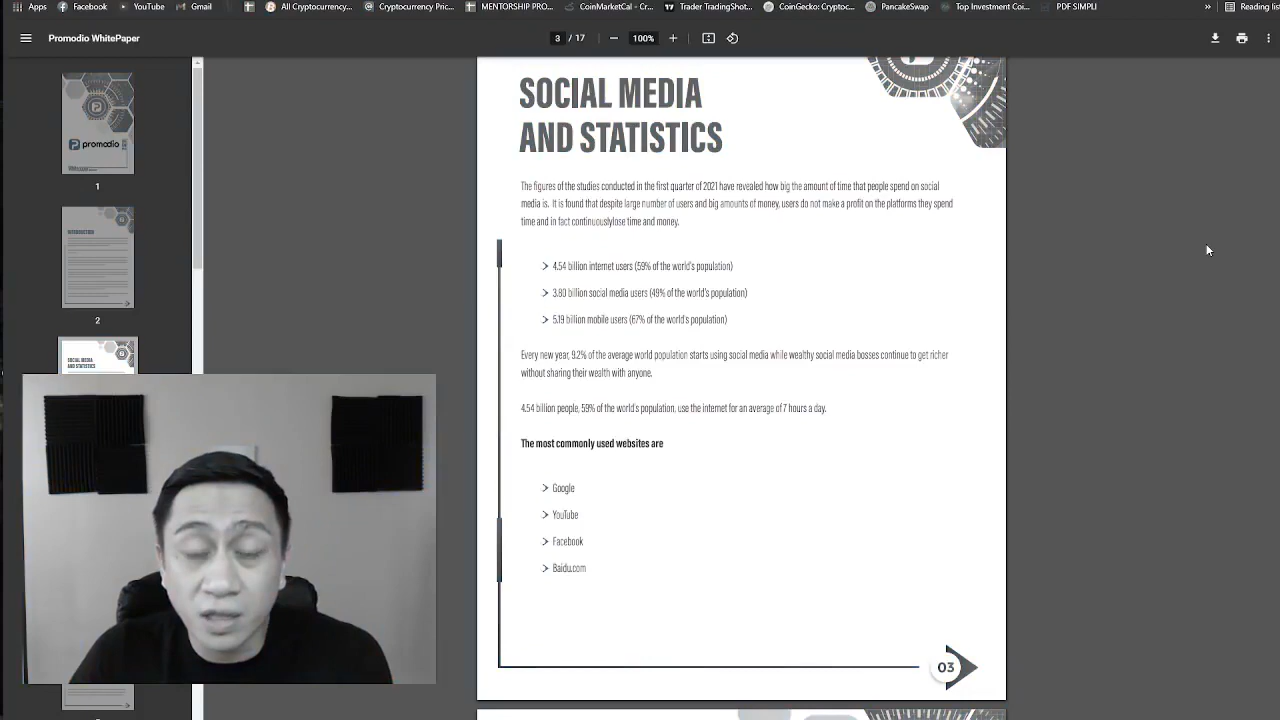 Apps
Facebook
YouTube
Gmail
All Cryptocurrency...
Cryptocurrency Pric...
MENTORSHIP PRO...
CoinMarketCal - Cr...
Trader TradingSho...
CoinGecko: Cryptoc...
PancakeSwap
Top Investment Coi...
PDF SIMPLI
Reading list
Promodio WhitePaper
3 / 17
100%
promodio
1
INTRODUCTION
2
SOCIAL MEDIA
AND STATISTICS
SOCIAL MEDIA
AND STATISTICS
The figures of the studies conducted in the first quarter of 2021 have revealed how big the amount of time that people spend on social
media is. It is found that despite large number of users and big amounts of money, users do not make a profit on the platforms they spend
time and in fact continuouslylose time and money.
4.54 billion internet users (59% of the world's population)
3.80 billion social media users (49% of the world's population)
5.19 billion mobile users (67% of the world's population)
Every new year, 9.2% of the average world population starts using social media while wealthy social media bosses continue to get richer
without sharing their wealth with anyone.
4.54 billion people, 59% of the world's population, use the internet for an average of 7 hours a day.
The most commonly used websites are
Google
YouTube
Facebook
Baidu.com
03